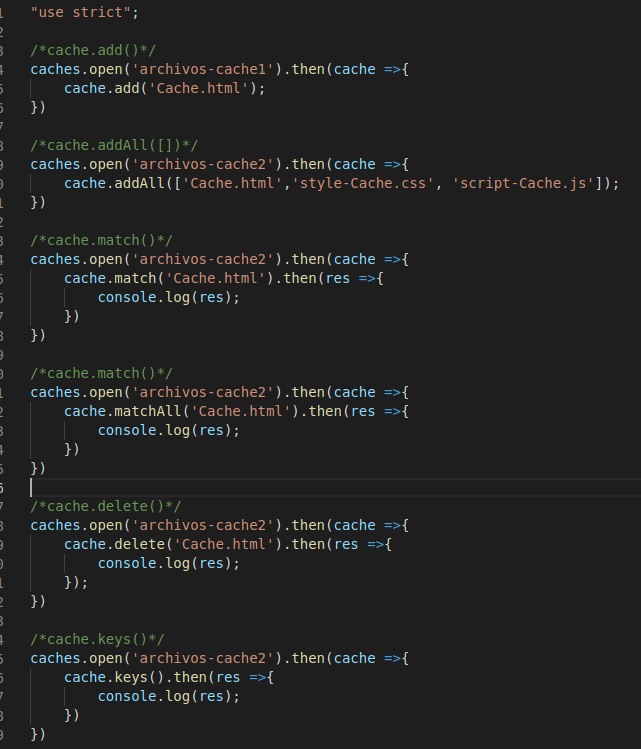 1 "use strict";
2
3 /*cache.add()*/
4 caches.open('archivos-cache1').then(cache =>{
5     cache.add('Cache.html');
6 })
7
8 /*cache.addAll([])*/
9 caches.open('archivos-cache2').then(cache =>{
0     cache.addAll(['Cache.html','style-Cache.css', 'script-Cache.js']);
1 })
2
3 /*cache.match()*/
4 caches.open('archivos-cache2').then(cache =>{
5     cache.match('Cache.html').then(res =>{
6         console.log(res);
7     })
8 })
9
0 /*cache.match()*/
1 caches.open('archivos-cache2').then(cache =>{
2     cache.matchAll('Cache.html').then(res =>{
3         console.log(res);
4     })
5 })
6
7 /*cache.delete()*/
8 caches.open('archivos-cache2').then(cache =>{
9     cache.delete('Cache.html').then(res =>{
0         console.log(res);
1     });
2 })
3
4 /*cache.keys()*/
5 caches.open('archivos-cache2').then(cache =>{
6     cache.keys().then(res =>{
7         console.log(res);
8     })
9 })